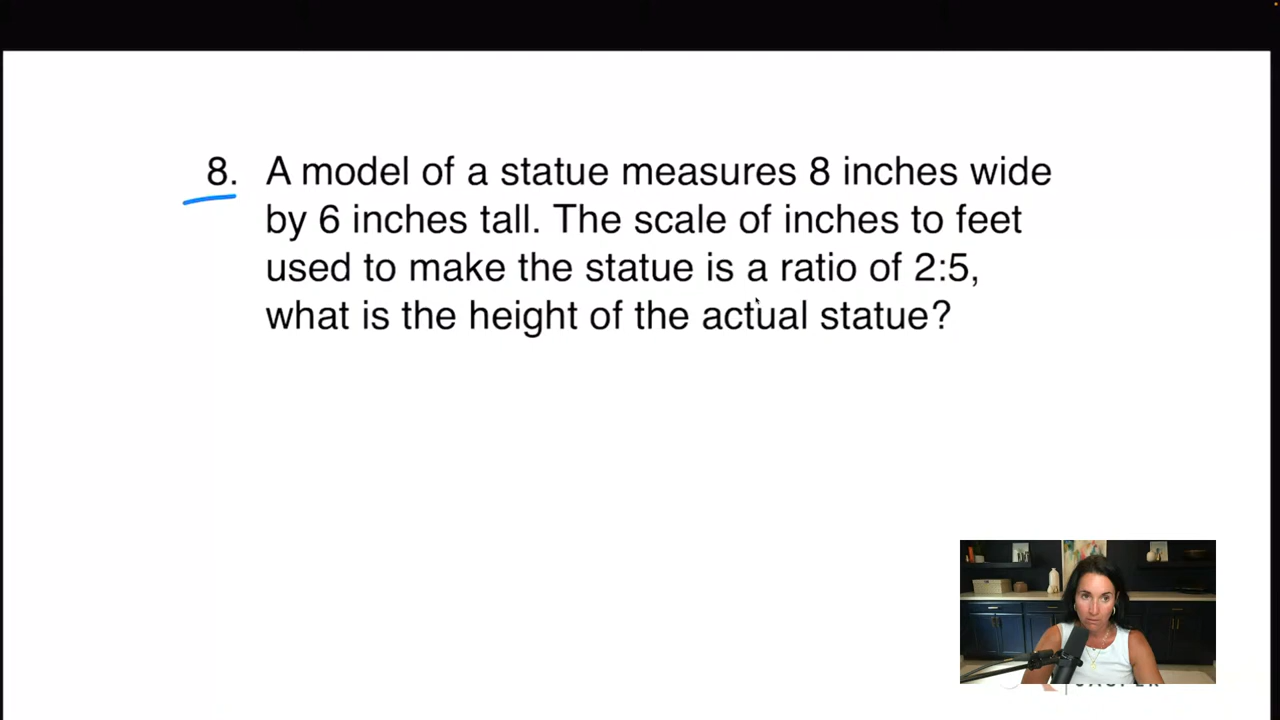 8. A model of a statue measures 8 inches wide
by 6 inches tall. The scale of inches to feet
used to make the statue is a ratio of 2:5,
what is the height of the actual statue?